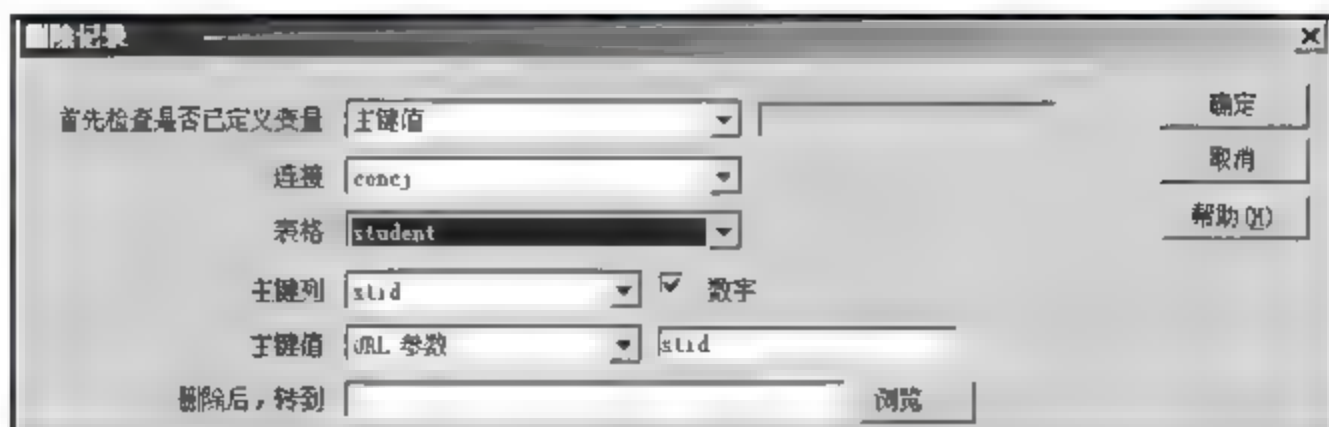 删除记录
首先检查是否已定义变量 主键值 确定
连接 concj 取消
表格 student 帮助(H)
主键列 stid 数字
主键值 URL 参数 stid
删除后，转到 浏览